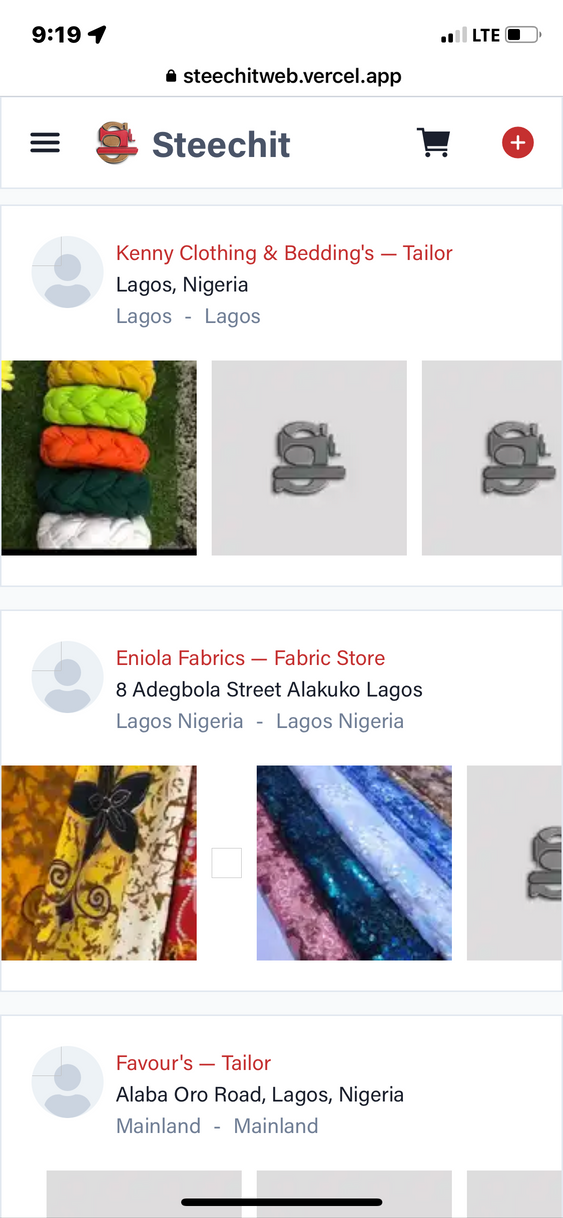 9:19
LTE
steechitweb.vercel.app
Steechit
Kenny Clothing & Bedding's — Tailor
Lagos, Nigeria
Lagos - Lagos
Eniola Fabrics — Fabric Store
8 Adegbola Street Alakuko Lagos
Lagos Nigeria - Lagos Nigeria
Favour's — Tailor
Alaba Oro Road, Lagos, Nigeria
Mainland - Mainland